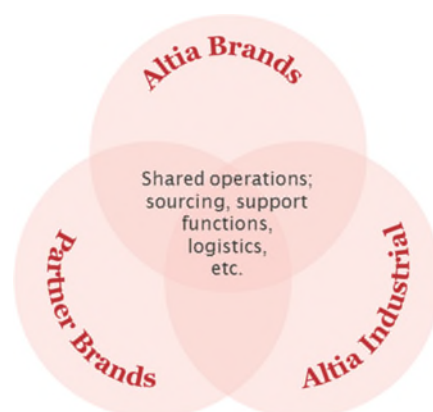 Altia Brands
Shared operations;
sourcing, support
functions,
logistics,
etc.
Partner Brands
Altia Industrial